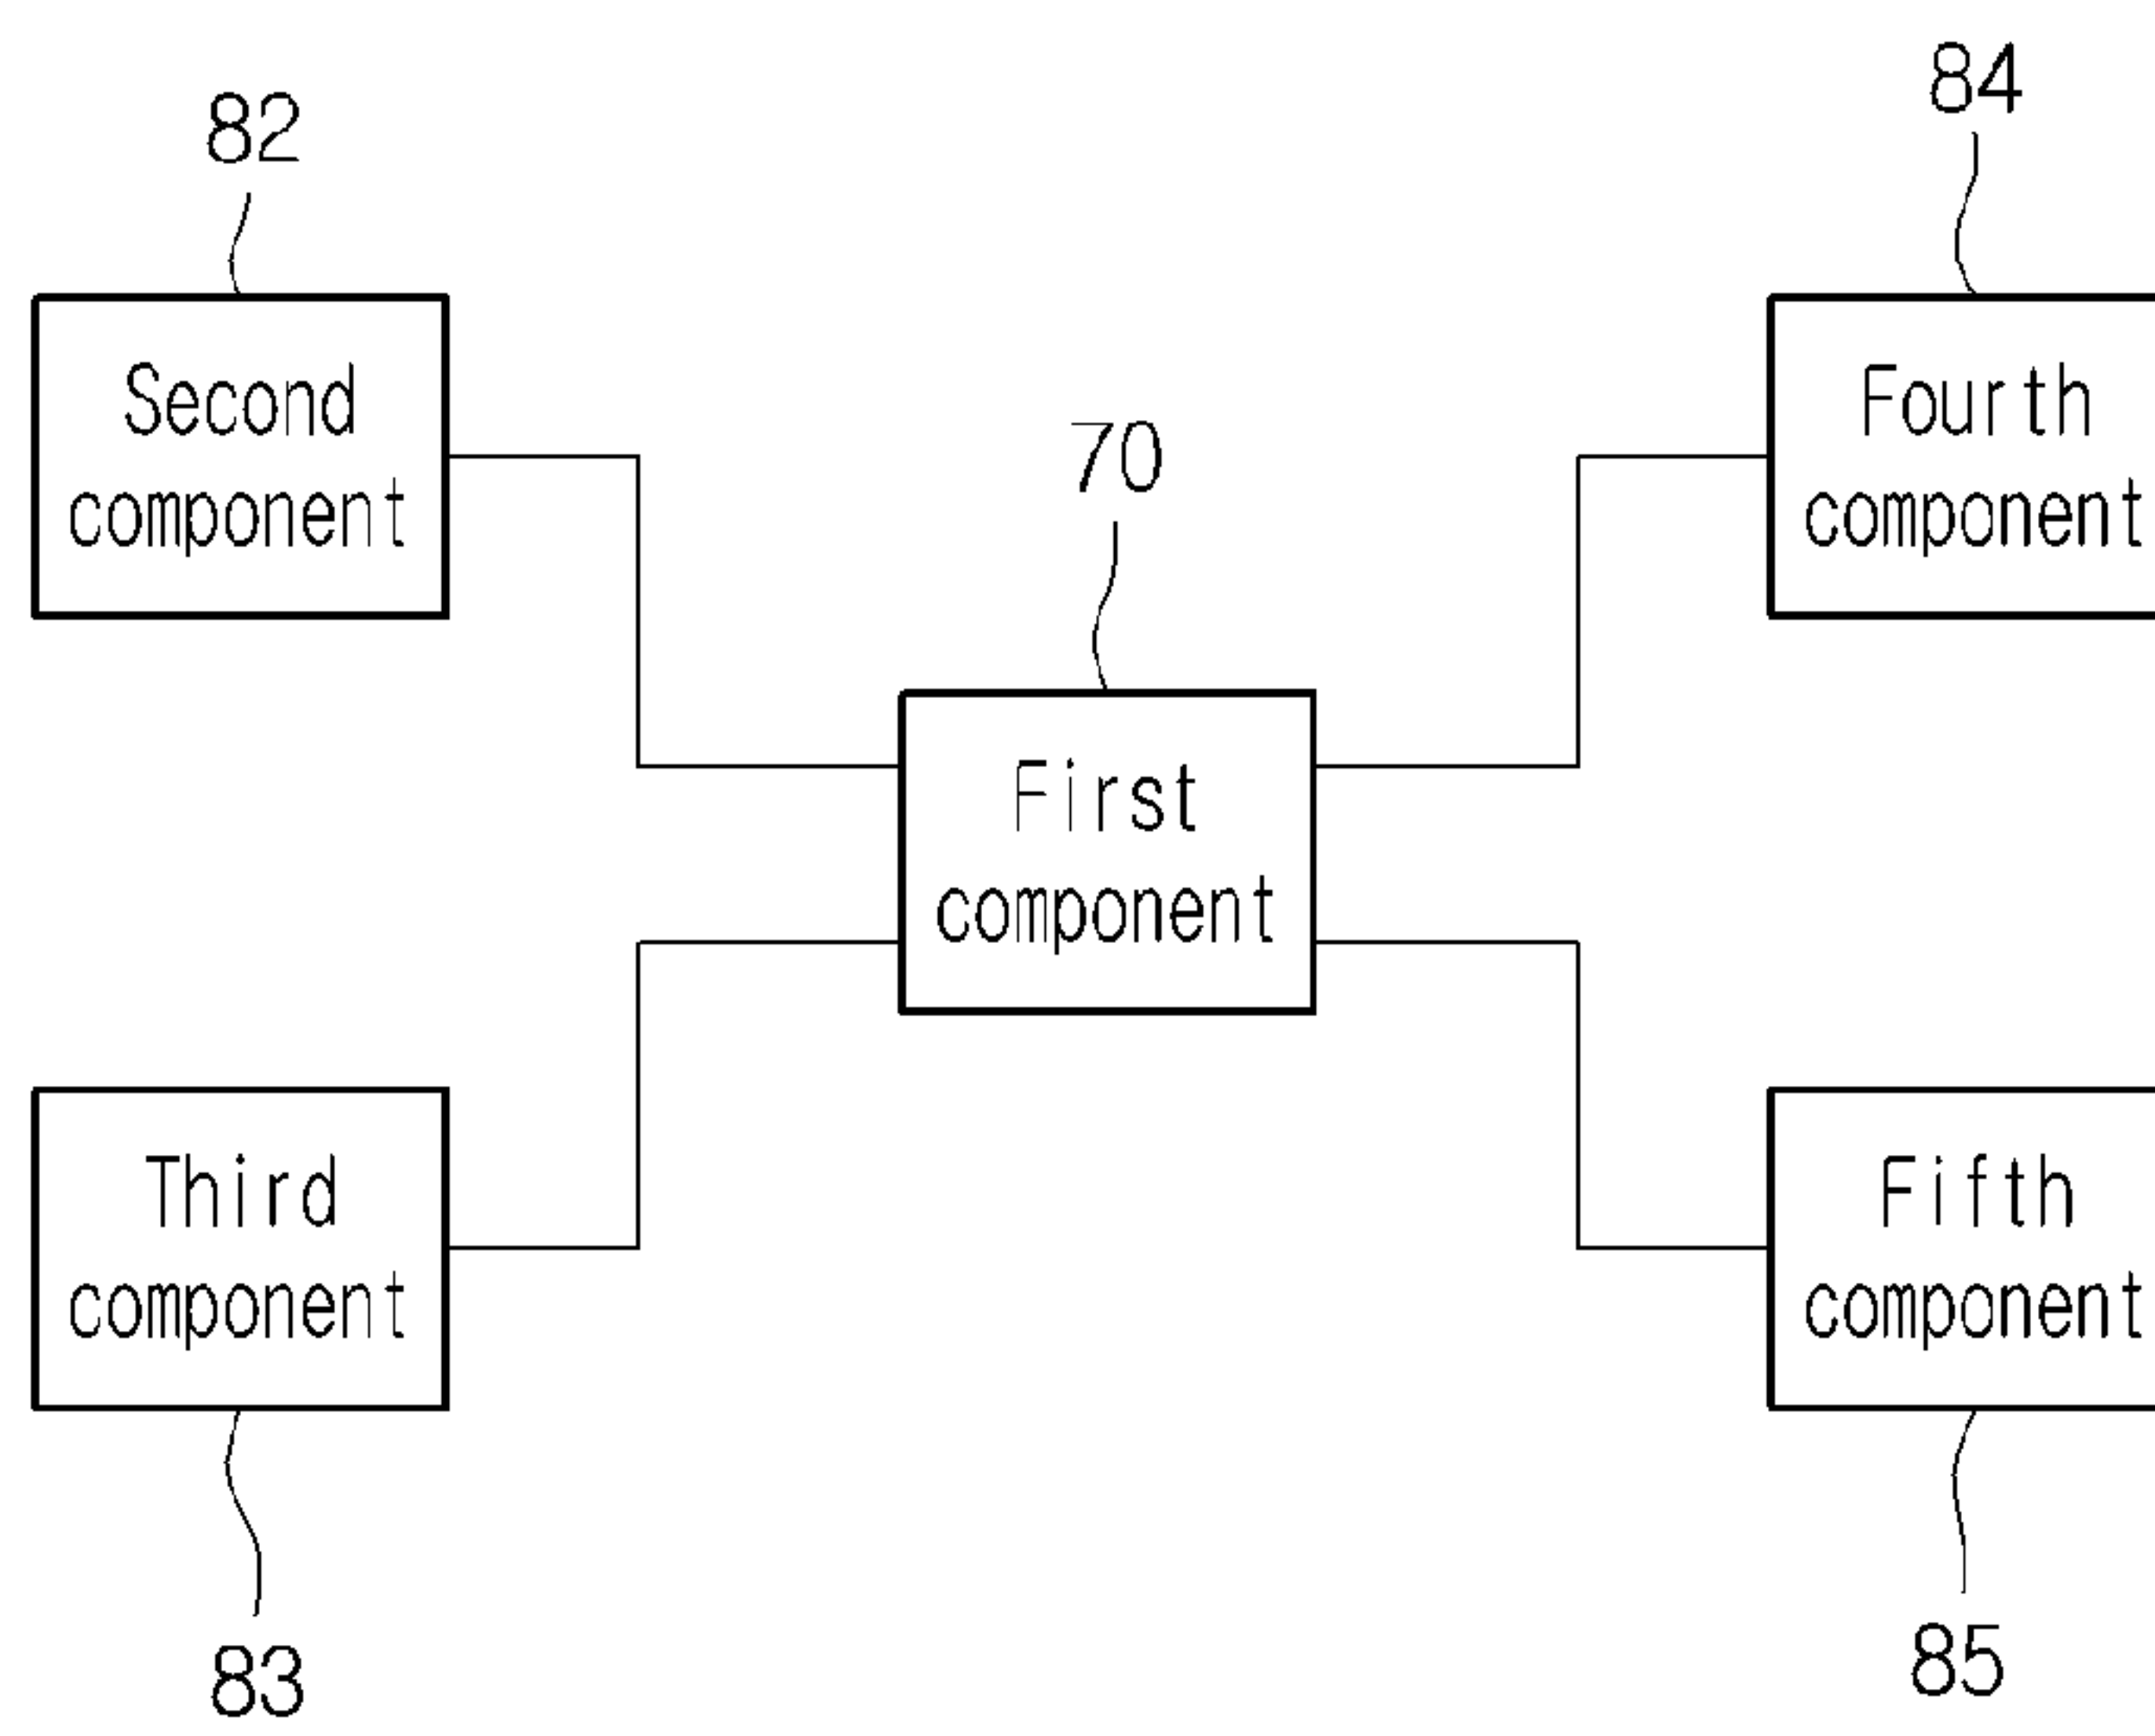 82
84
Second
component
Fourth
component
70
First
component
Third
component
Fifth
component
83
85